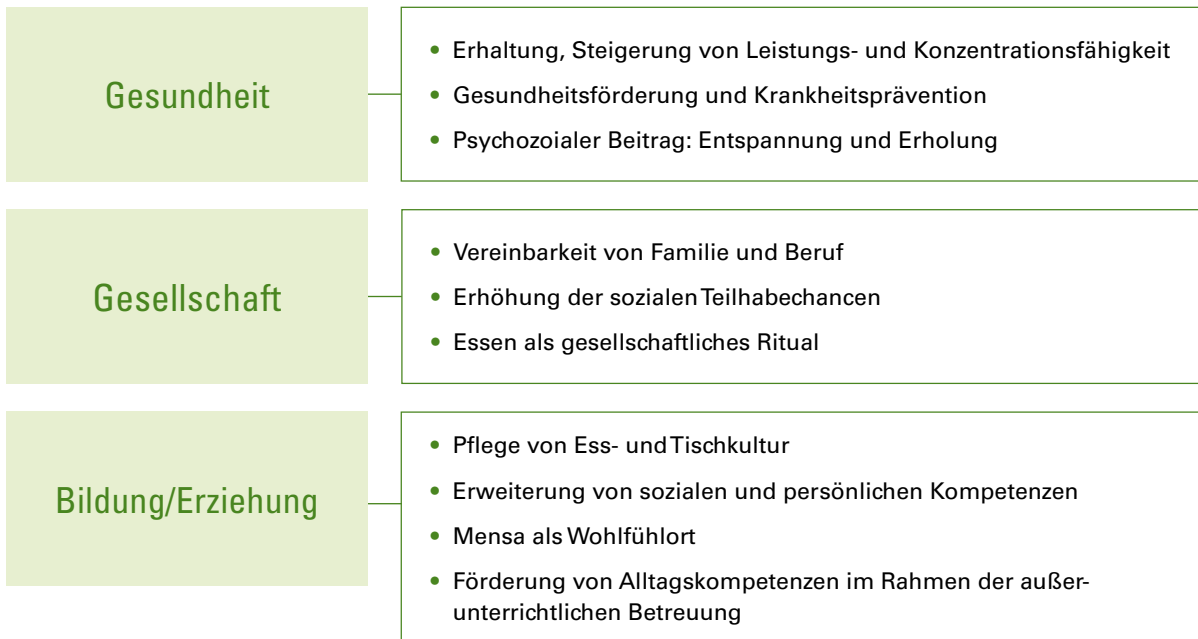 Gesundheit
• Erhaltung, Steigerung von Leistungs- und Konzentrationsfähigkeit
• Gesundheitsförderung und Krankheitsprävention
• Psychozoialer Beitrag: Entspannung und Erholung
Gesellschaft
• Vereinbarkeit von Familie und Beruf
• Erhöhung der sozialen Teilhabechancen
• Essen als gesellschaftliches Ritual
Bildung/Erziehung
• Pflege von Ess- und Tischkultur
• Erweiterung von sozialen und persönlichen Kompetenzen
• Mensa als Wohlfühlort
• Förderung von Alltagskompetenzen im Rahmen der außer-
unterrichtlichen Betreuung